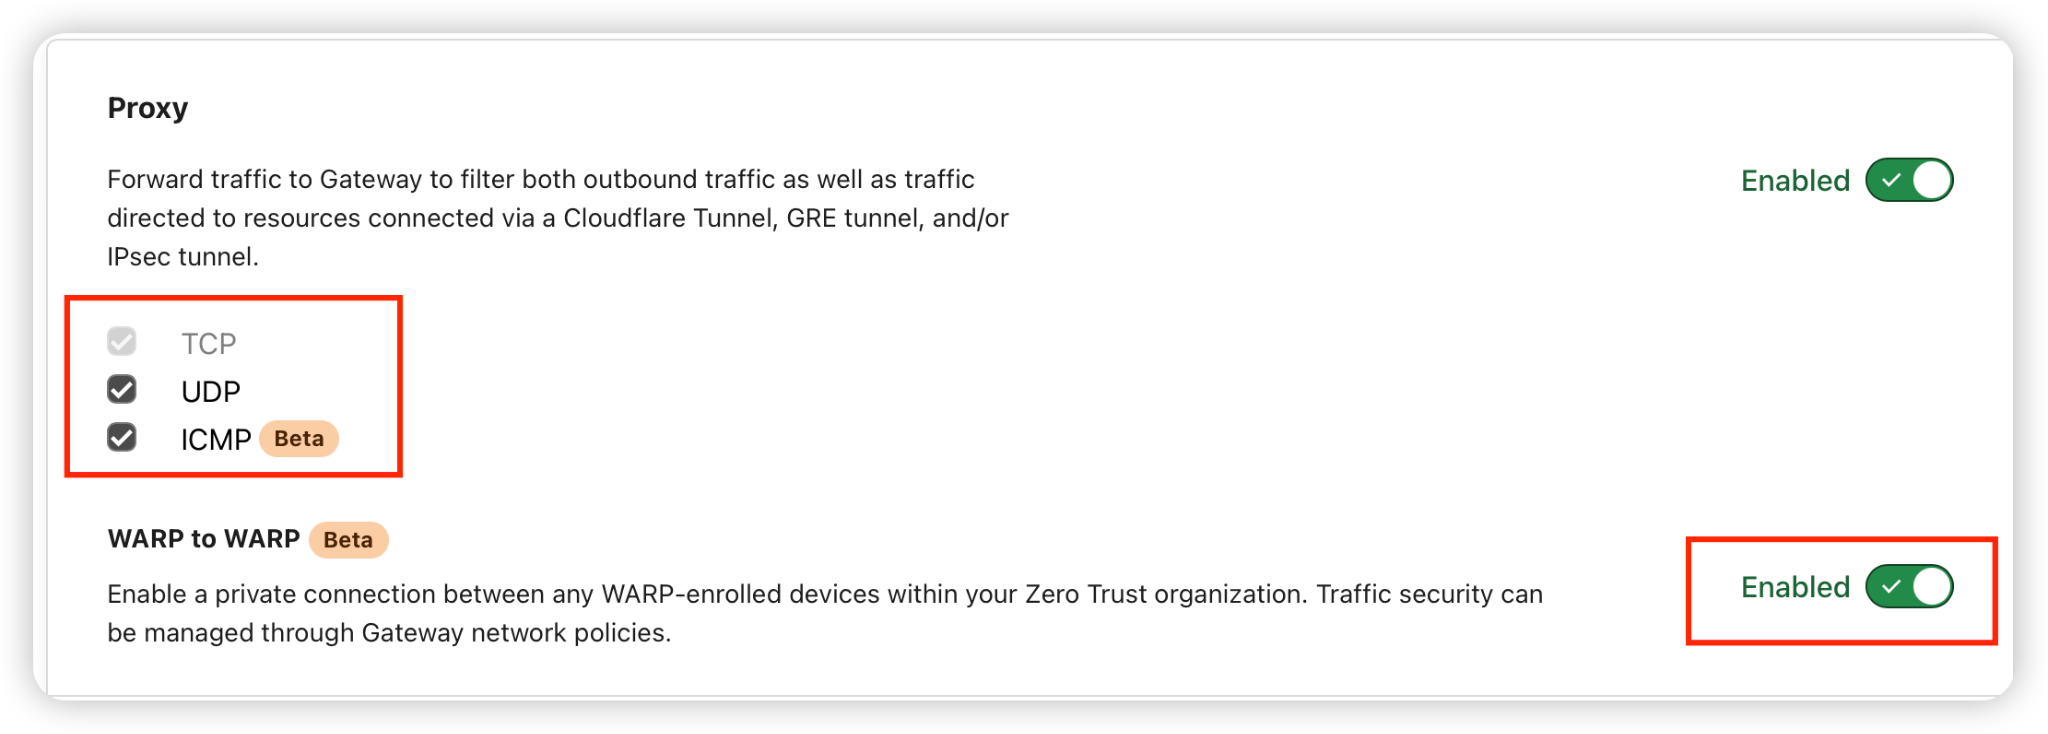 Proxy
Forward traffic to Gateway to filter both outbound traffic as well as traffic
directed to resources connected via a Cloudflare Tunnel, GRE tunnel, and/or
IPsec tunnel.
Enabled
TCP
UDP
ICMP Beta
WARP to WARP Beta
Enable a private connection between any WARP-enrolled devices within your Zero Trust organization. Traffic security can
be managed through Gateway network policies.
Enabled